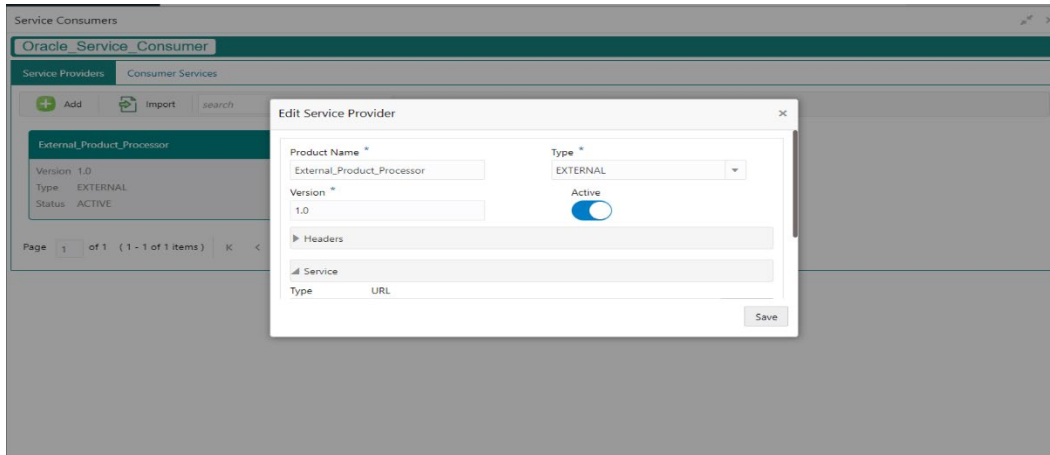 Service Consumers
Oracle_Service_Consumer
Service Providers Consumer Services
Add Import search
External_Product_Processor
Version 1.0
Type EXTERNAL
Status ACTIVE
Page 1 of 1 (1 - 1 of 1 items)
Edit Service Provider
Product Name * Type *
External_Product_Processor EXTERNAL
Version * Active
1.0
Headers
Service
Type URL
Save